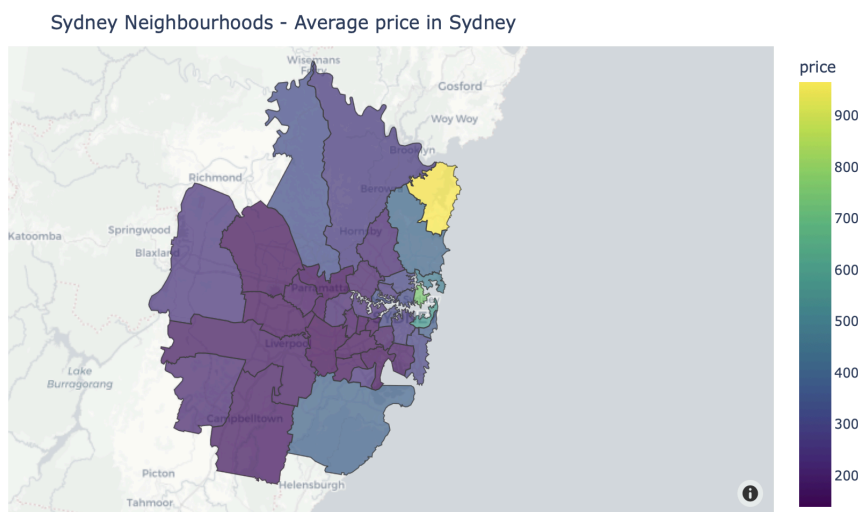 Sydney Neighbourhoods - Average price in Sydney
Wisemans
Ferry
Gosford
Woy Woy
Brooklyn
Richmond
Berowra
Katoomba
Springwood
Hornsby
Blaxland
Parramatta
Liverpool
Lake
Burragorang
Campbelltown
Picton
Helensburgh
Tahmoor
price
900
800
700
600
500
400
300
200
i